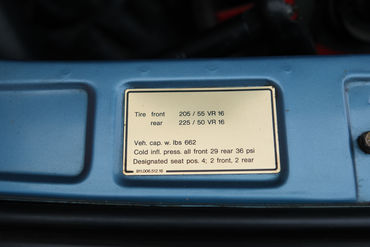 Tire front 205 / 55 VR 16
rear 225 / 50 VR 16
Veh. cap. w. lbs 662
Cold infl. press. all front 29 rear 36 psi
Designated seat pos. 4; 2 front, 2 rear
911.006.512.16